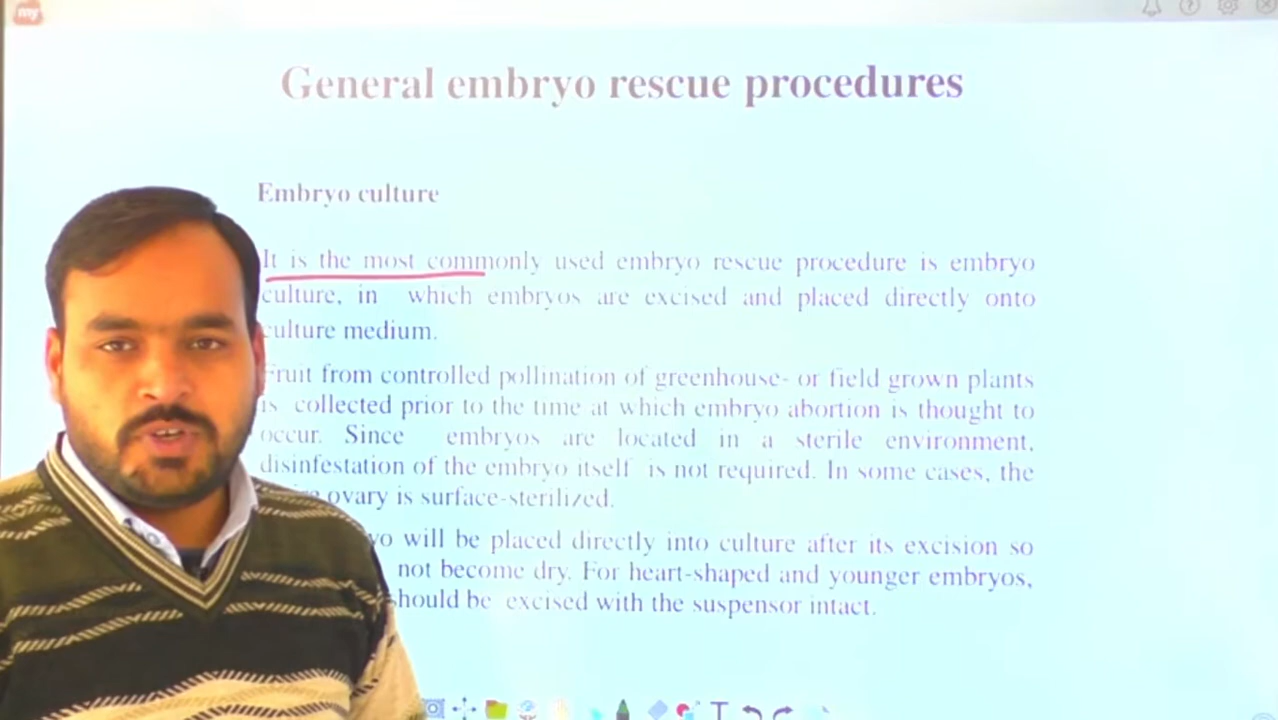 my
General embryo rescue procedures
Embryo culture
It is the most commonly used embryo rescue procedure is embryo
culture, in which embryos are excised and placed directly onto
culture medium.
Fruit from controlled pollination of greenhouse- or field grown plants
is collected prior to the time at which embryo abortion is thought to
occur. Since embryos are located in a sterile environment,
disinfestation of the embryo itself is not required. In some cases, the
ovary is surface-sterilized.
will be placed directly into culture after its excision so
not become dry. For heart-shaped and younger embryos,
should be excised with the suspensor intact.
T